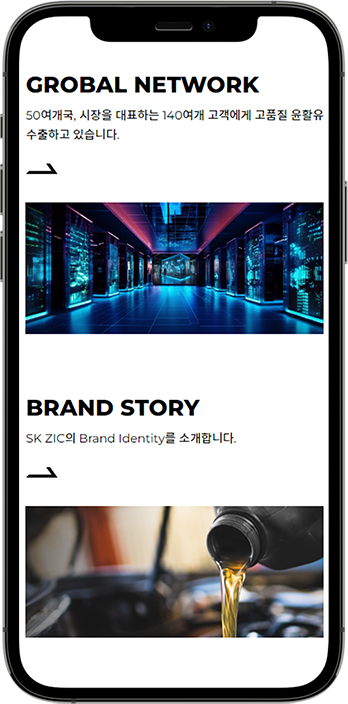 GROBAL NETWORK
50여개국, 시장을 대표하는 140여개 고객에게 고품질 윤활유
수출하고 있습니다.
BRAND STORY
SK ZIC의 Brand Identity를 소개합니다.